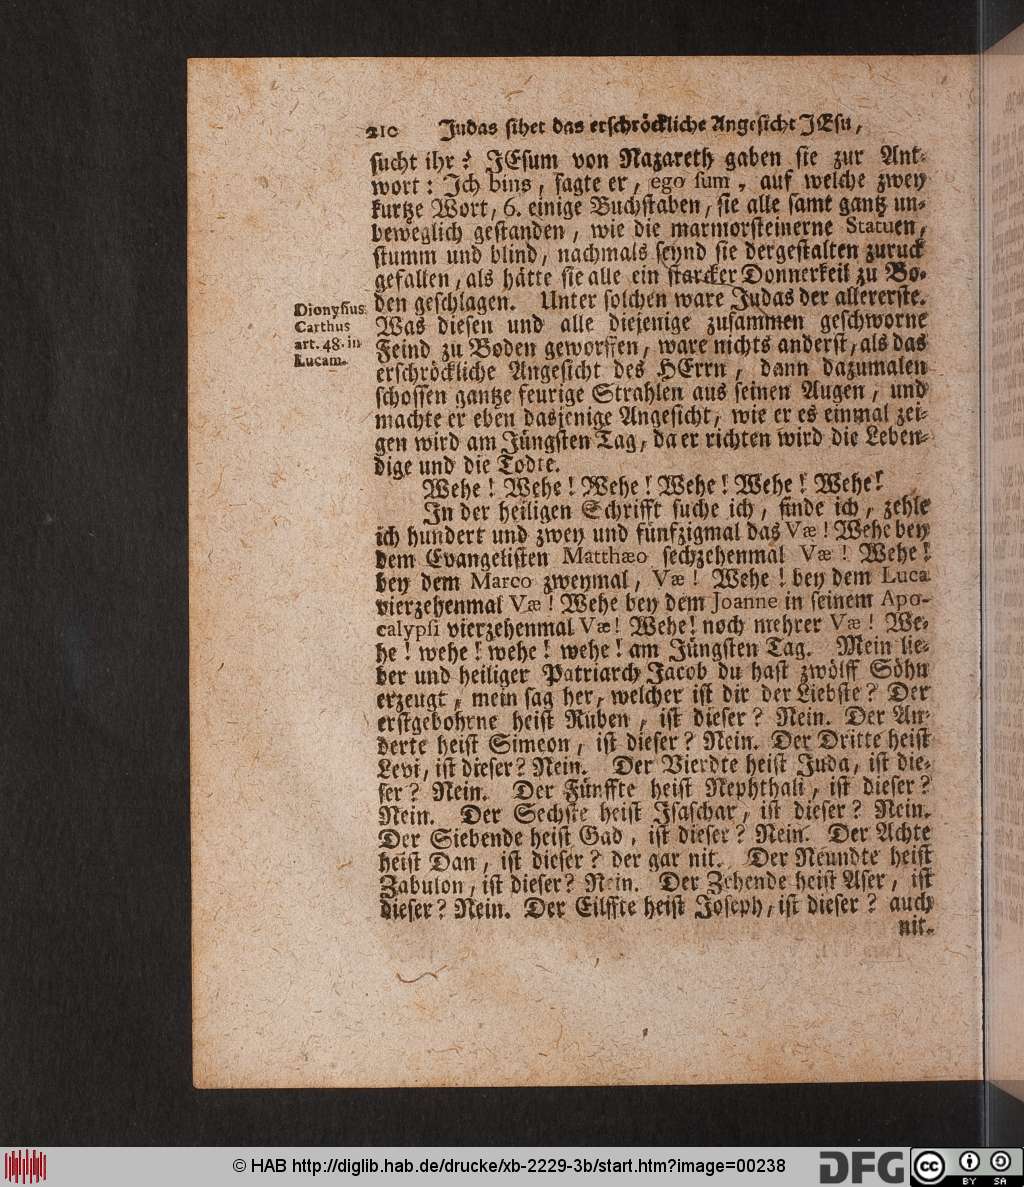 210 Judas sihet das erschröckliche Angesicht JEsu,
sucht ihr? JEsum von Nazareth gaben sie zur Ant-
wort: Ich bins, sagte er, ego sum, auf welche zwey
kurtze Wort, 6. einige Buchstaben, sie alle samt gantz un-
beweglich gestanden, wie die marmorsteinerne Statuen,
stumm und blind, nachmals seynd sie dergestalten zuruck
gefallen, als hätte sie alle ein starcker Donnerkeil zu Bo-
den geschlagen. Unter solchen ware Judas der allererste.
Was diesen und alle diejenige zusammen geschworne
Feind zu Boden geworffen, ware nichts anderst, als das
erschröckliche Angesicht des HErrn, dann dazumalen
schossen gantze feurige Strahlen aus seinen Augen, und
machte er eben dasjenige Angesicht, wie er es einmal zei-
gen wird am Jüngsten Tag, da er richten wird die Leben-
dige und die Todte.
Dionysius
Carthus
art. 48. in
Lucam.
Wehe! Wehe! Wehe! Wehe! Wehe! Wehe!
In der heiligen Schrifft suche ich, finde ich, zehle
ich hundert und zwey und fünfzigmal das Væ! Wehe bey
dem Evangelisten Matthæo sechzehenmal Væ! Wehe!
bey dem Marco zweymal, Væ! Wehe! bey dem Luca
vierzehenmal Væ! Wehe bey dem Joanne in seinem Apo-
calypsi vierzehenmal Væ! Wehe! noch mehrer Væ! We-
he! wehe! wehe! wehe! am Jüngsten Tag. Mein lie-
ber und heiliger Patriarch Jacob du hast zwölff Söhn
erzeugt, mein sag her, welcher ist dir der Liebste? Der
erstgebohrne heist Ruben, ist dieser? Nein. Der An-
derte heist Simeon, ist dieser? Nein. Der Dritte heist
Levi, ist dieser? Nein. Der Vierdte heist Juda, ist die-
ser? Nein. Der Fünffte heist Nephthali, ist dieser?
Nein. Der Sechste heist Isaschar, ist dieser? Nein.
Der Siebende heist Gad, ist dieser? Nein. Der Achte
heist Dan, ist dieser? der gar nit. Der Neundte heist
Zabulon, ist dieser? Nein. Der Zehende heist Aser, ist
dieser? Nein. Der Eilffte heist Joseph, ist dieser? auch
nit.
© HAB http://diglib.hab.de/drucke/xb-2229-3b/start.htm?image=00238
DFG
cc BY SA